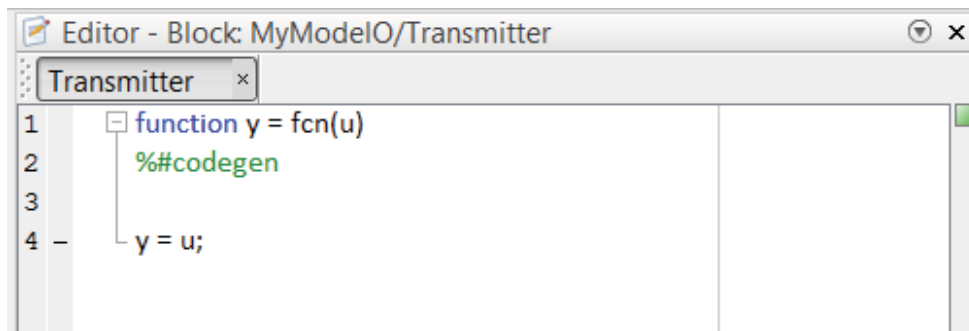 Editor - Block: MyModelO/Transmitter
Transmitter
1 function y = fcn(u)
2 %#codegen
3
4 – y = u;